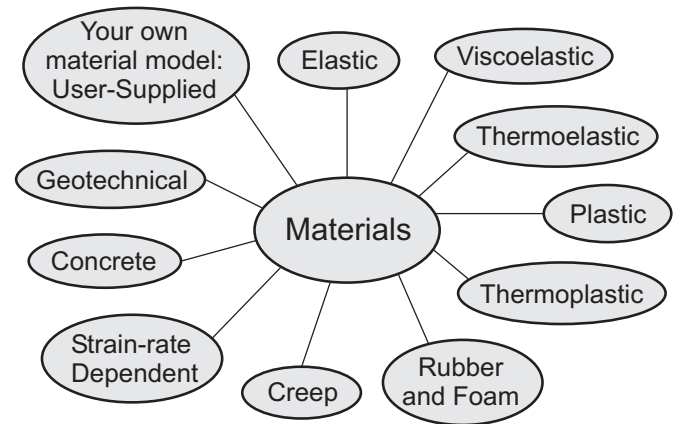 Your own
material model:
User-Supplied
Elastic
Viscoelastic
Thermoelastic
Geotechnical
Plastic
Materials
Concrete
Thermoplastic
Strain-rate
Dependent
Creep
Rubber
and Foam